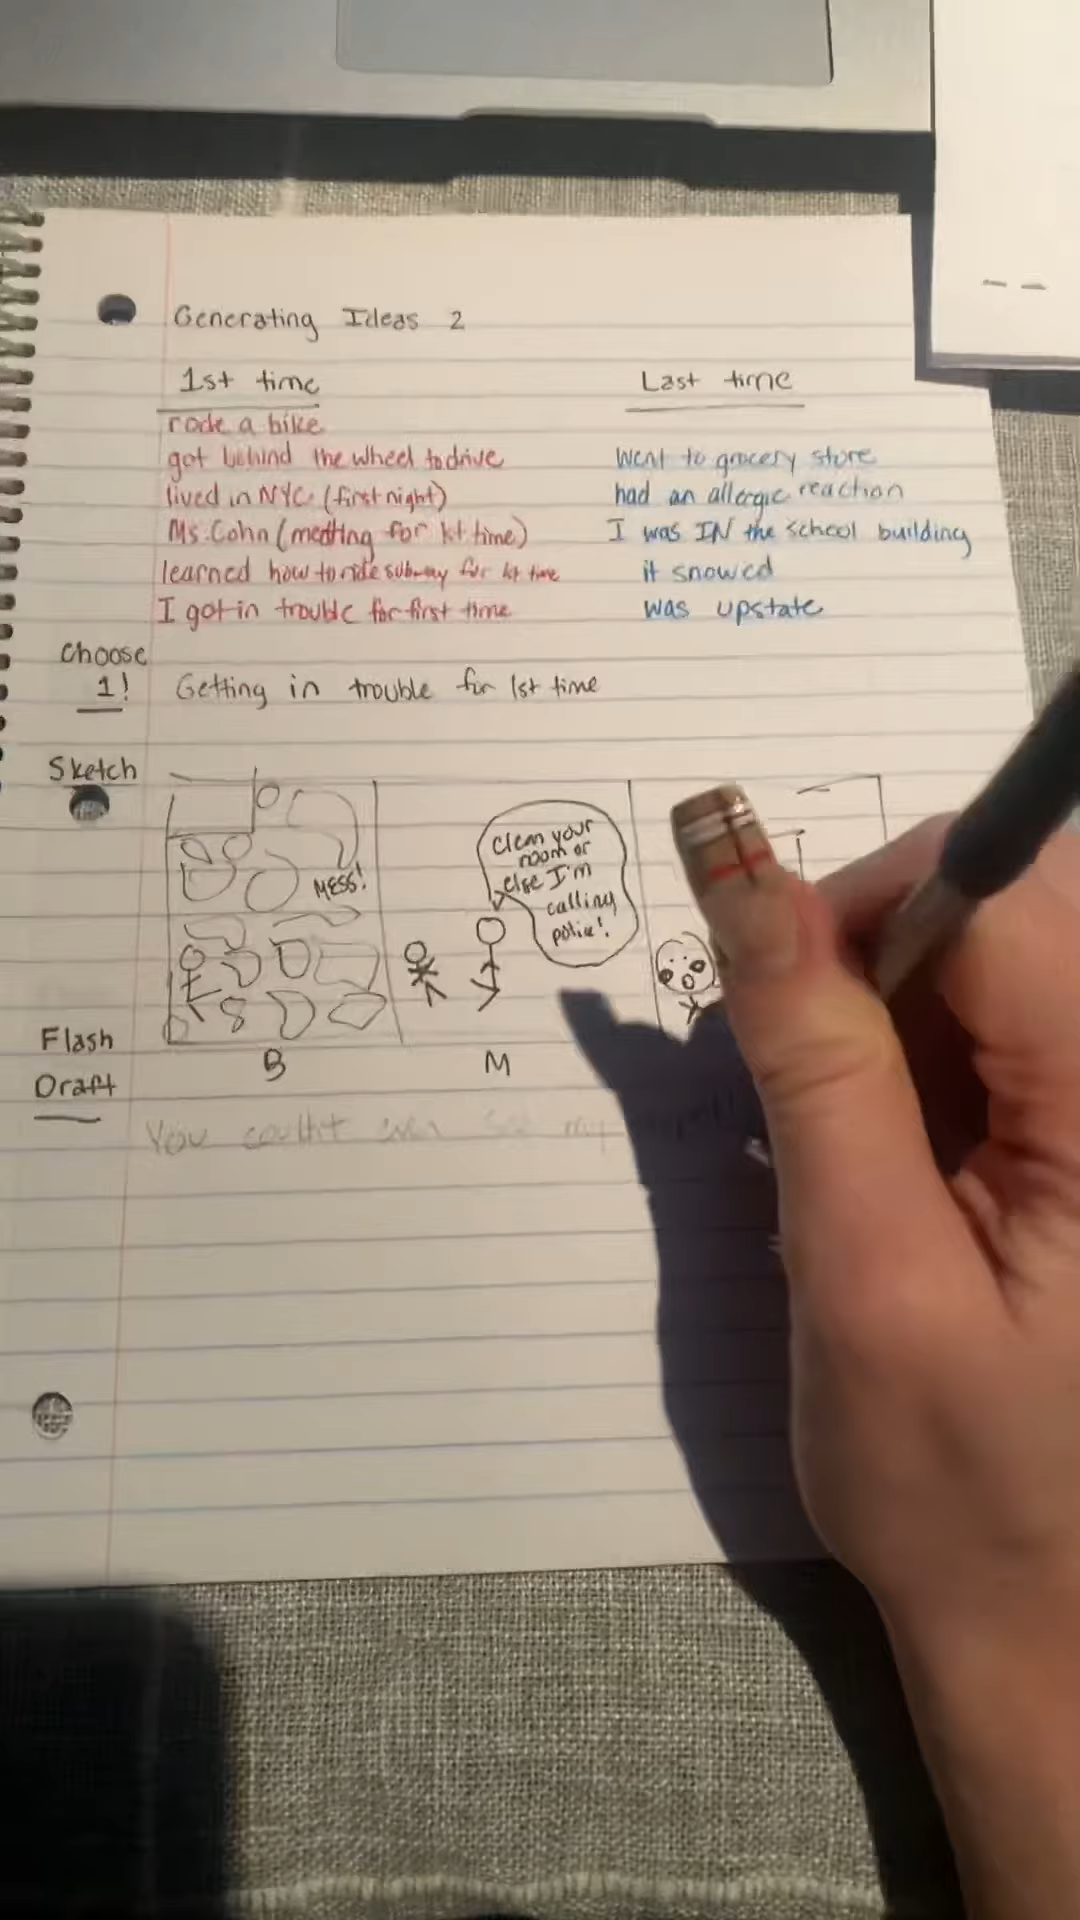 Generating Ideas 2
1st time
Last time
rode a bike
got behind the wheel to drive
went to grocery store
lived in NYC (first night)
had an allergic reaction
Ms. Cohn (meeting for 1st time)
I was IN the school building
learned how to ride subway for 1st time
it snowed
I got in trouble for first time
was upstate
Choose
1!
Getting in trouble for 1st time
Sketch
MESS!
Clean your
room or
else I'm
calling
police!
B
M
Flash
Draft
You even see my